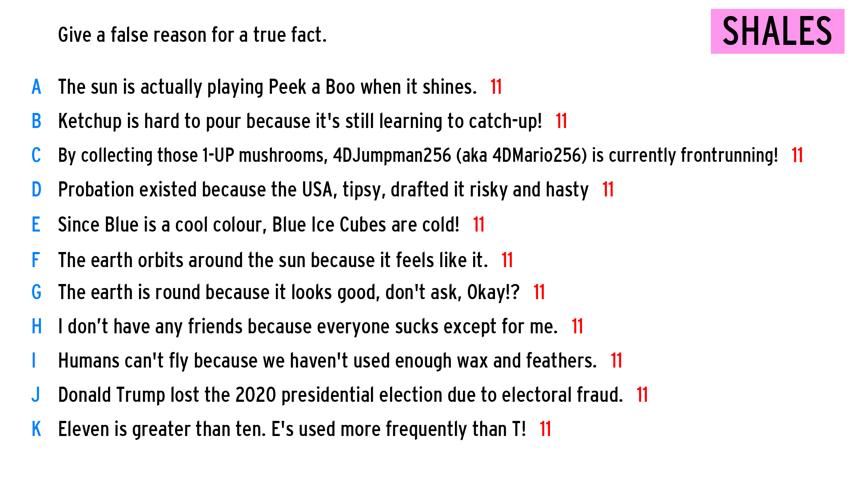 Give a false reason for a true fact.
SHALES
A The sun is actually playing Peek a Boo when it shines. 11
B Ketchup is hard to pour because it's still learning to catch-up! 11
C By collecting those 1-UP mushrooms, 4DJumpman256 (aka 4DMario256) is currently frontrunning! 11
D Probation existed because the USA, tipsy, drafted it risky and hasty 11
E Since Blue is a cool colour, Blue Ice Cubes are cold! 11
F The earth orbits around the sun because it feels like it. 11
G The earth is round because it looks good, don't ask, Okay!? 11
H I don’t have any friends because everyone sucks except for me. 11
I Humans can't fly because we haven't used enough wax and feathers. 11
J Donald Trump lost the 2020 presidential election due to electoral fraud. 11
K Eleven is greater than ten. E's used more frequently than T! 11